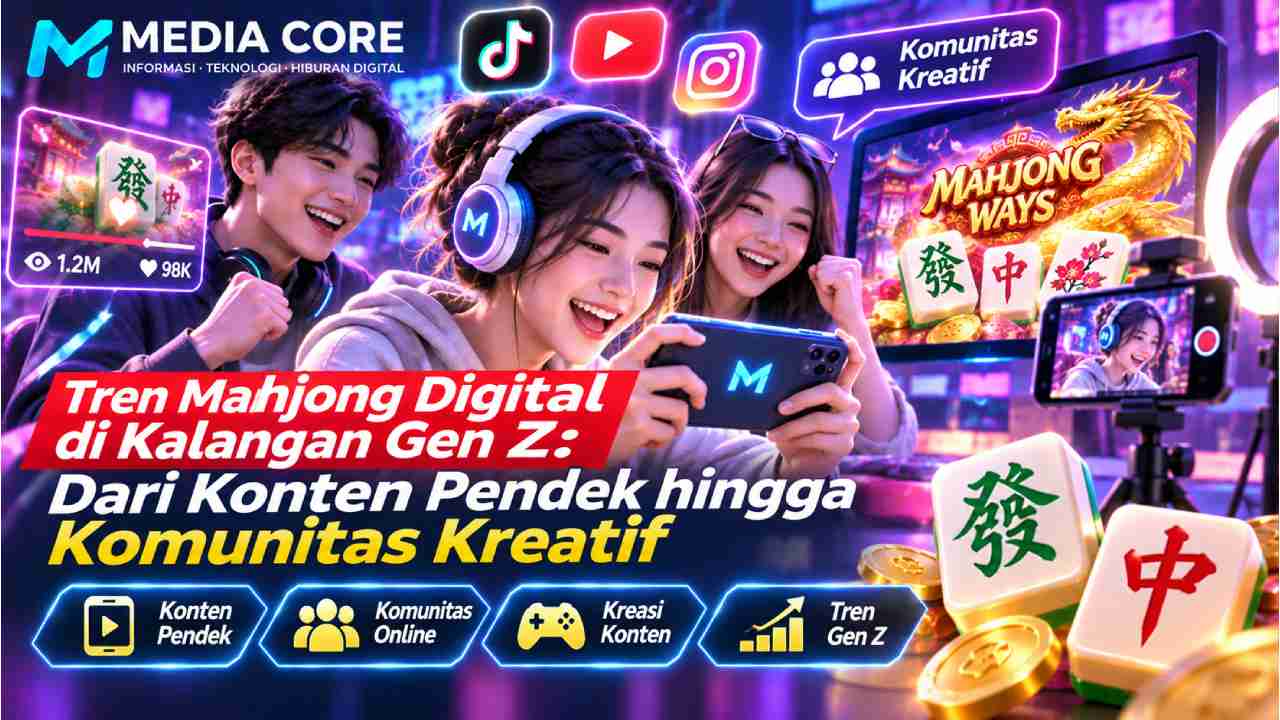 MEDIA CORE
INFORMASI · TEKNOLOGI · HIBURAN DIGITAL
Komunitas
Kreatif
發
中
1.2M
98K
M
MAHJONG
WAYS
發
中
M
Tren Mahjong Digital
di Kalangan Gen Z:
Dari Konten Pendek hingga
Komunitas Kreatif
發
中
Konten
Pendek
Komunitas
Online
Kreasi
Konten
Tren
Gen Z